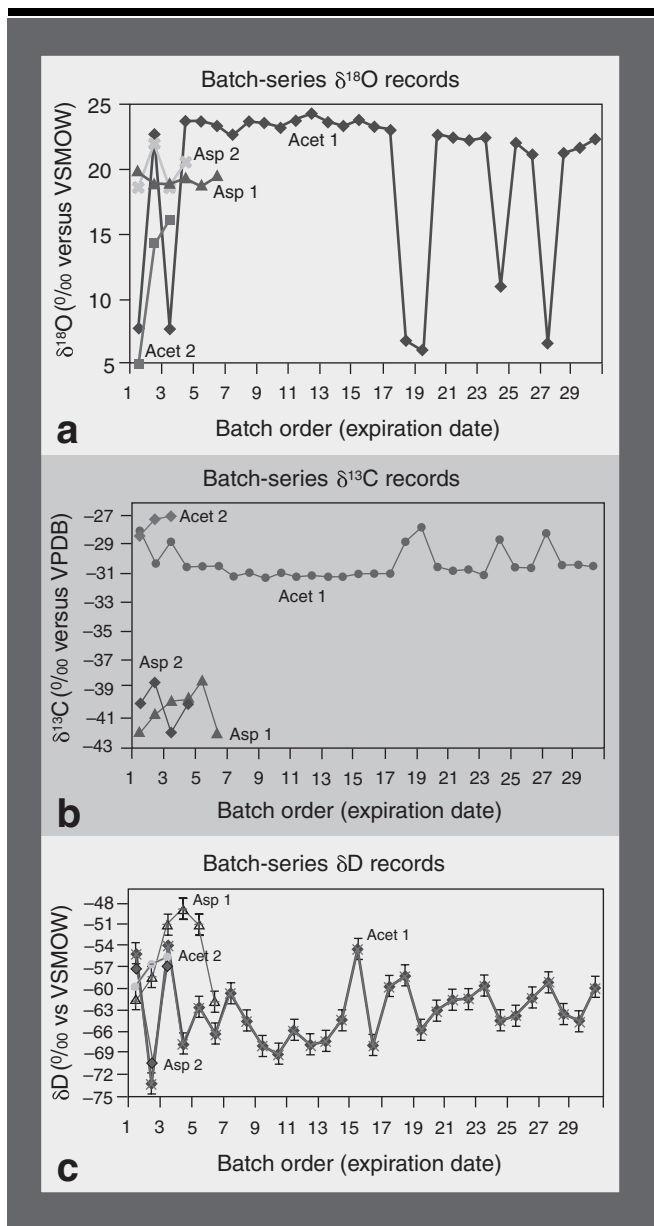 Batch-series δ¹⁸O records
δ¹⁸O (‰ versus VSMOW)
25
20
15
10
5
Acet 1
Asp 2
Asp 1
Acet 2
1 3 5 7 9 11 13 15 17 19 21 23 25 27 29
Batch order (expiration date)
a
Batch-series δ¹³C records
δ¹³C (‰ versus VPDB)
–27
–29
–31
–33
–35
–37
–39
–41
–43
Acet 2
Acet 1
Asp 2
Asp 1
1 3 5 7 9 11 13 15 17 19 21 23 25 27 29
Batch order (expiration date)
b
Batch-series δD records
δD (‰ vs VSMOW)
–48
–51
–54
–57
–60
–63
–66
–69
–72
–75
Asp 1
Acet 1
Acet 2
Asp 2
1 3 5 7 9 11 13 15 17 19 21 23 25 27 29
Batch order (expiration date)
c